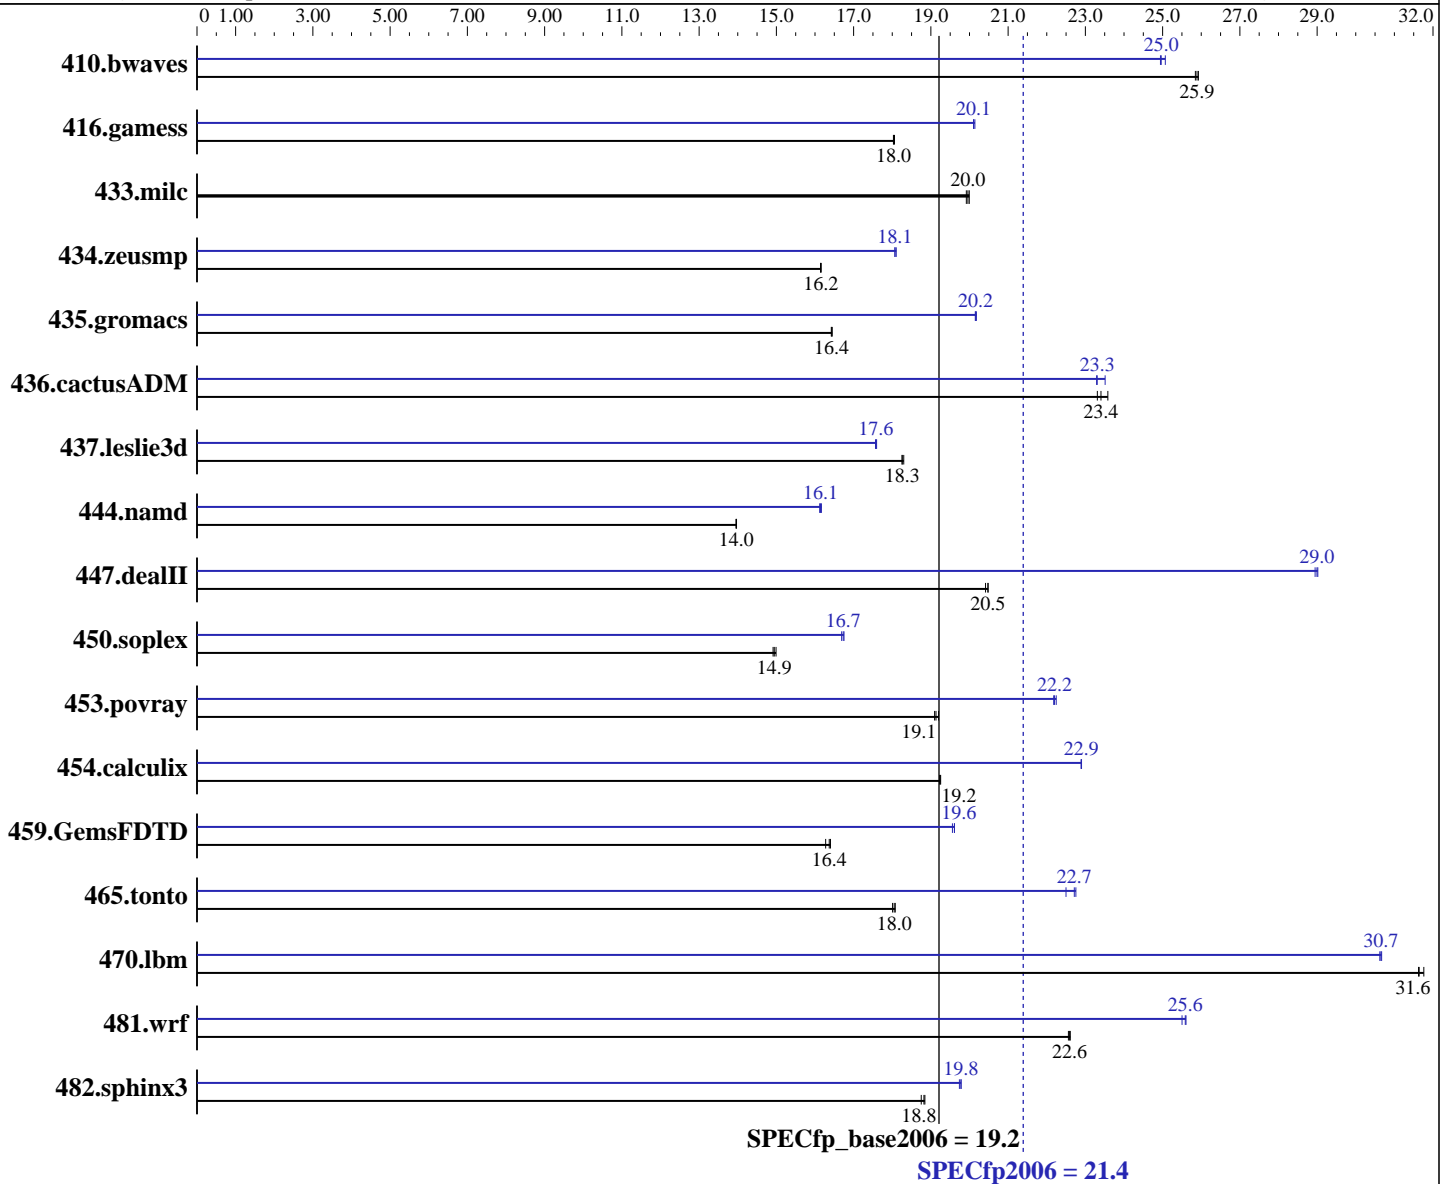 0 1.00 3.00 5.00 7.00 9.00 11.0 13.0 15.0 17.0 19.0 21.0 23.0 25.0 27.0 29.0 32.0
25.0
410.bwaves
25.9
20.1
416.gamess
18.0
20.0
433.milc
18.1
434.zeusmp
16.2
20.2
435.gromacs
16.4
23.3
436.cactusADM
23.4
17.6
437.leslie3d
18.3
16.1
444.namd
14.0
29.0
447.dealII
20.5
16.7
450.soplex
14.9
22.2
453.povray
19.1
22.9
454.calculix
19.2
19.6
459.GemsFDTD
16.4
22.7
465.tonto
18.0
30.7
470.lbm
31.6
25.6
481.wrf
22.6
19.8
482.sphinx3
18.8
SPECfp_base2006 = 19.2
SPECfp2006 = 21.4